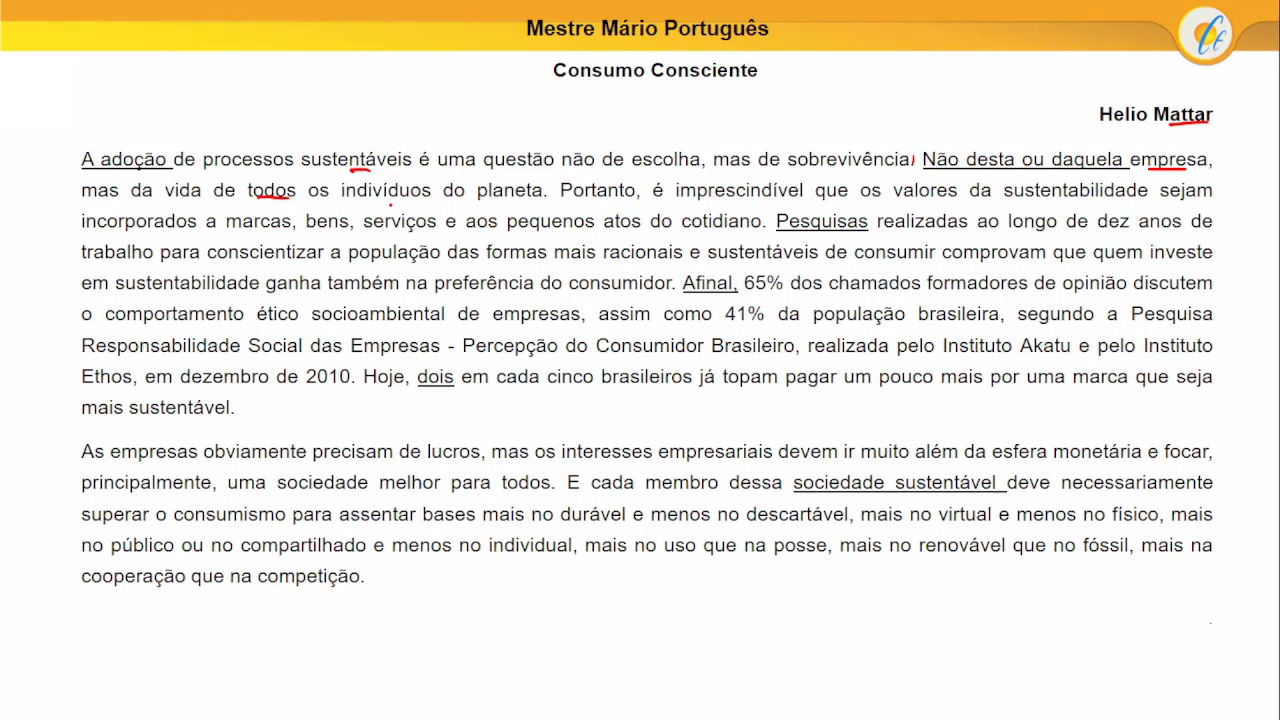 Mestre Mário Português
Consumo Consciente
Helio Mattar
A adoção de processos sustentáveis é uma questão não de escolha, mas de sobrevivência. Não desta ou daquela empresa,
mas da vida de todos os indivíduos do planeta. Portanto, é imprescindível que os valores da sustentabilidade sejam
incorporados a marcas, bens, serviços e aos pequenos atos do cotidiano. Pesquisas realizadas ao longo de dez anos de
trabalho para conscientizar a população das formas mais racionais e sustentáveis de consumir comprovam que quem investe
em sustentabilidade ganha também na preferência do consumidor. Afinal, 65% dos chamados formadores de opinião discutem
o comportamento ético socioambiental de empresas, assim como 41% da população brasileira, segundo a Pesquisa
Responsabilidade Social das Empresas - Percepção do Consumidor Brasileiro, realizada pelo Instituto Akatu e pelo Instituto
Ethos, em dezembro de 2010. Hoje, dois em cada cinco brasileiros já topam pagar um pouco mais por uma marca que seja
mais sustentável.
As empresas obviamente precisam de lucros, mas os interesses empresariais devem ir muito além da esfera monetária e focar,
principalmente, uma sociedade melhor para todos. E cada membro dessa sociedade sustentável deve necessariamente
superar o consumismo para assentar bases mais no durável e menos no descartável, mais no virtual e menos no físico, mais
no público ou no compartilhado e menos no individual, mais no uso que na posse, mais no renovável que no fóssil, mais na
cooperação que na competição.